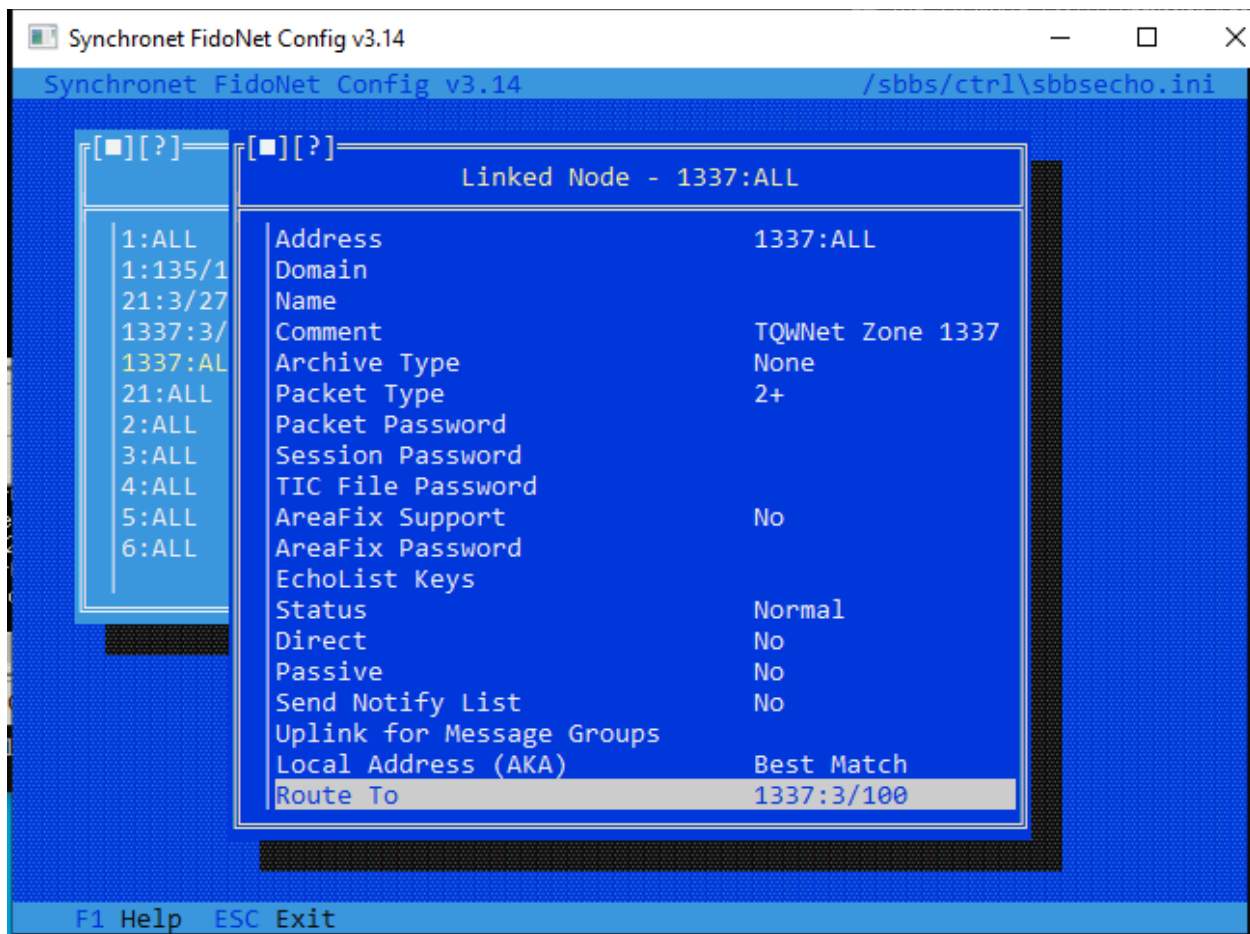 Synchronet FidoNet Config v3.14
Synchronet FidoNet Config v3.14 /sbbs/ctrl\sbbsecho.ini
[■][?]
[■][?]
Linked Node - 1337:ALL
1:ALL
1:135/1
21:3/27
1337:3/
1337:AL
21:ALL
2:ALL
3:ALL
4:ALL
5:ALL
6:ALL
Address 1337:ALL
Domain
Name
Comment TQWNet Zone 1337
Archive Type None
Packet Type 2+
Packet Password
Session Password
TIC File Password
AreaFix Support No
AreaFix Password
EchoList Keys
Status Normal
Direct No
Passive No
Send Notify List No
Uplink for Message Groups
Local Address (AKA) Best Match
Route To 1337:3/100
F1 Help ESC Exit